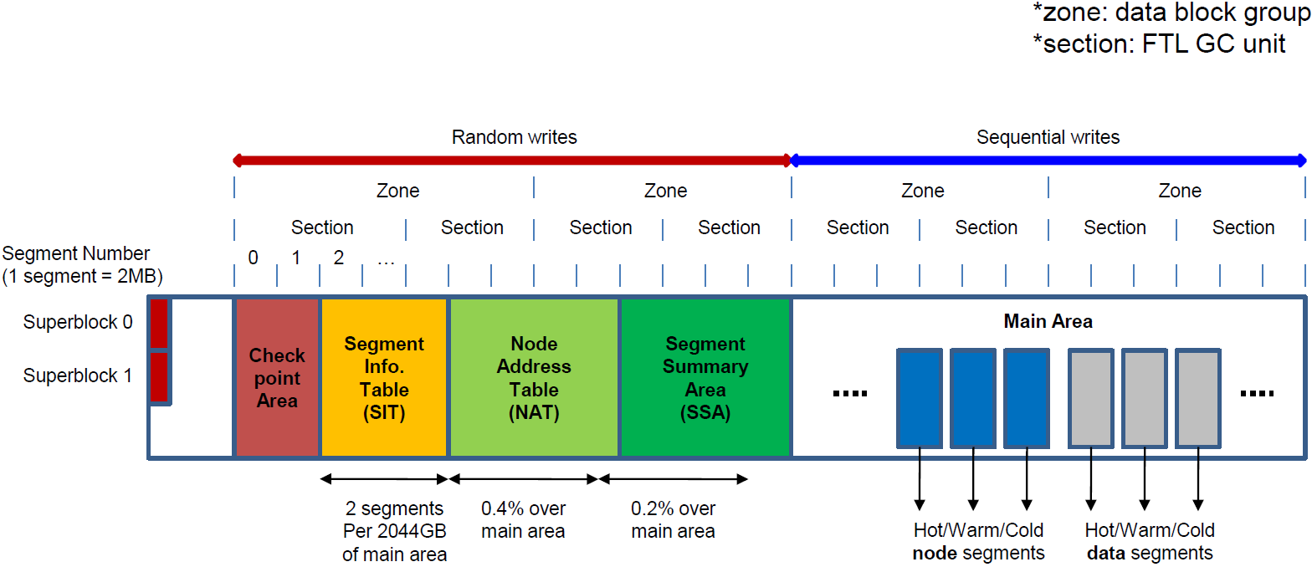 *zone: data block group
*section: FTL GC unit
Random writes
Sequential writes
Zone
Zone
Zone
Zone
Section
Section
Section
Section
Section
Section
Section
Section
Segment Number
(1 segment = 2MB)
0
1
2
...
Superblock 0
Superblock 1
Check
point
Area
Segment
Info.
Table
(SIT)
Node
Address
Table
(NAT)
Segment
Summary
Area
(SSA)
Main Area
....
....
2 segments
Per 2044GB
of main area
0.4% over
main area
0.2% over
main area
Hot/Warm/Cold
node segments
Hot/Warm/Cold
data segments